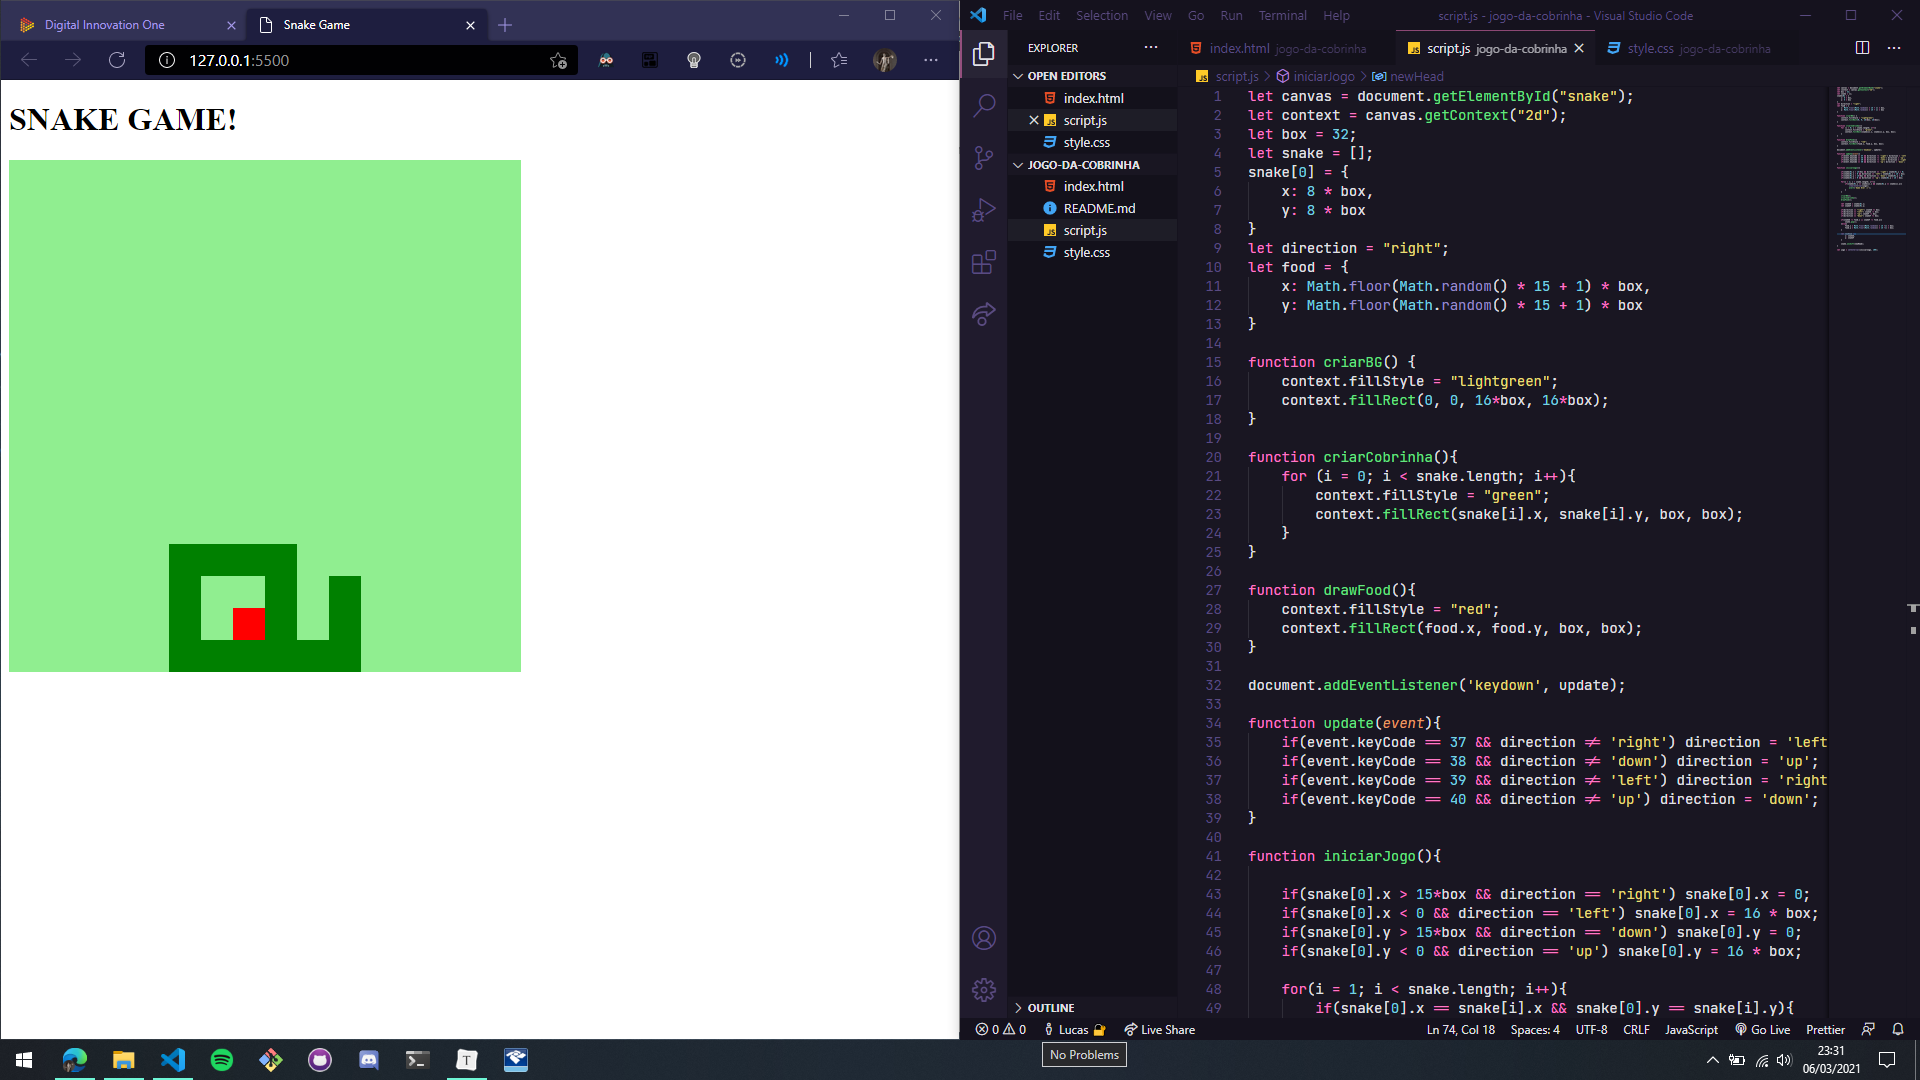 Digital Innovation One
Snake Game
127.0.0.1:5500
SNAKE GAME!
File Edit Selection View Go Run Terminal Help
script.js - jogo-da-cobrinha - Visual Studio Code
EXPLORER
index.html jogo-da-cobrinha
script.js jogo-da-cobrinha
style.css jogo-da-cobrinha
OPEN EDITORS
index.html
script.js
style.css
JOGO-DA-COBRINHA
index.html
README.md
script.js
style.css
OUTLINE
script.js > iniciarJogo > newHead
1 let canvas = document.getElementById("snake");
2 let context = canvas.getContext("2d");
3 let box = 32;
4 let snake = [];
5 snake[0] = {
6 x: 8 * box,
7 y: 8 * box
8 }
9 let direction = "right";
10 let food = {
11 x: Math.floor(Math.random() * 15 + 1) * box,
12 y: Math.floor(Math.random() * 15 + 1) * box
13 }
14
15 function criarBG() {
16 context.fillStyle = "lightgreen";
17 context.fillRect(0, 0, 16*box, 16*box);
18 }
19
20 function criarCobrinha(){
21 for (i = 0; i < snake.length; i++){
22 context.fillStyle = "green";
23 context.fillRect(snake[i].x, snake[i].y, box, box);
24 }
25 }
26
27 function drawFood(){
28 context.fillStyle = "red";
29 context.fillRect(food.x, food.y, box, box);
30 }
31
32 document.addEventListener('keydown', update);
33
34 function update(event){
35 if(event.keyCode == 37 && direction != 'right') direction = 'left
36 if(event.keyCode == 38 && direction != 'down') direction = 'up';
37 if(event.keyCode == 39 && direction != 'left') direction = 'right
38 if(event.keyCode == 40 && direction != 'up') direction = 'down';
39 }
40
41 function iniciarJogo(){
42
43 if(snake[0].x > 15*box && direction == 'right') snake[0].x = 0;
44 if(snake[0].x < 0 && direction == 'left') snake[0].x = 16 * box;
45 if(snake[0].y > 15*box && direction == 'down') snake[0].y = 0;
46 if(snake[0].y < 0 && direction == 'up') snake[0].y = 16 * box;
47
48 for(i = 1; i < snake.length; i++){
49 if(snake[0].x == snake[i].x && snake[0].y == snake[i].y){
0 0 Lucas Live Share Ln 74, Col 18 Spaces: 4 UTF-8 CRLF JavaScript Go Live Prettier
No Problems
23:31
06/03/2021